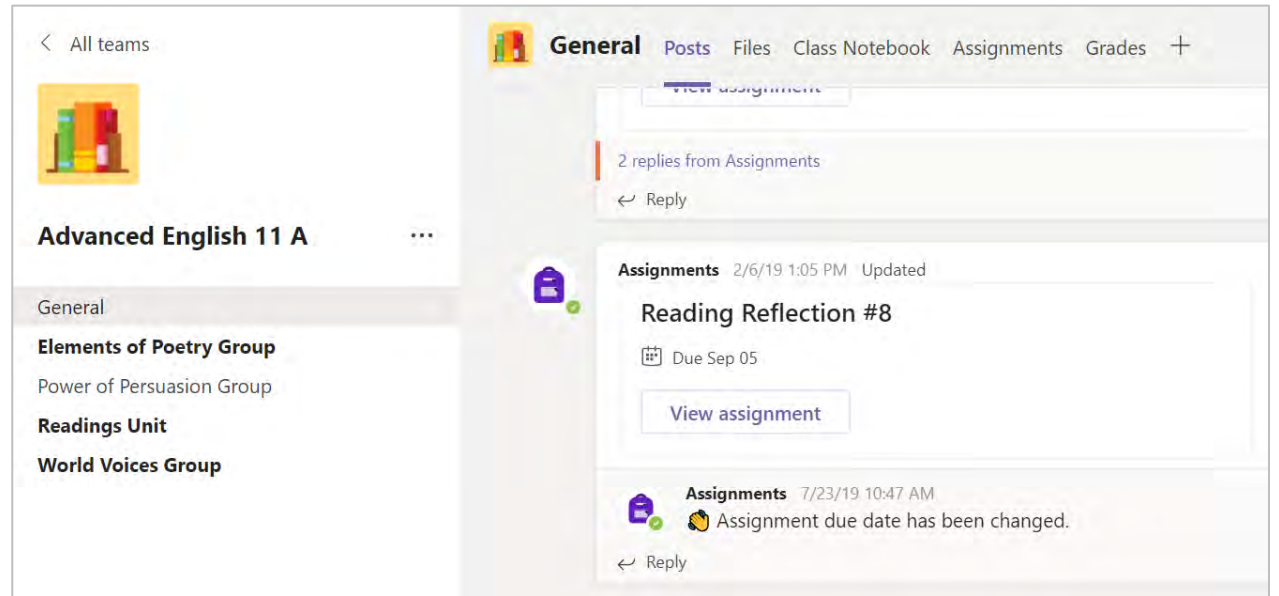 All teams
Advanced English 11 A
General
Elements of Poetry Group
Power of Persuasion Group
Readings Unit
World Voices Group
General Posts Files Class Notebook Assignments Grades +
View assignment
2 replies from Assignments
Reply
Assignments 2/6/19 1:05 PM Updated
Reading Reflection #8
Due Sep 05
View assignment
Assignments 7/23/19 10:47 AM
Assignment due date has been changed.
Reply